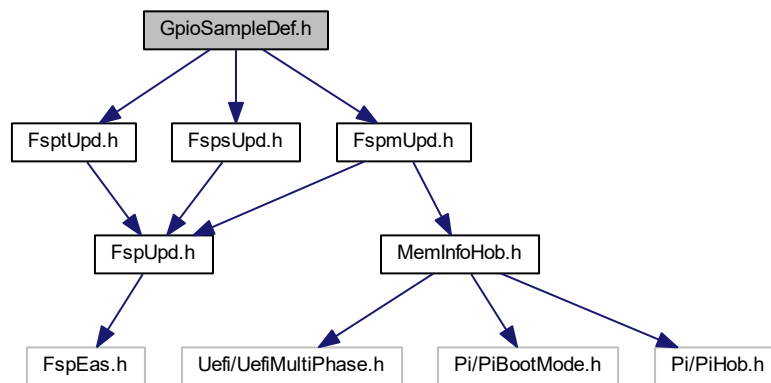 GpioSampleDef.h
FsptUpd.h
FspsUpd.h
FspmUpd.h
FspUpd.h
MemInfoHob.h
FspEas.h
Uefi/UefiMultiPhase.h
Pi/PiBootMode.h
Pi/PiHob.h